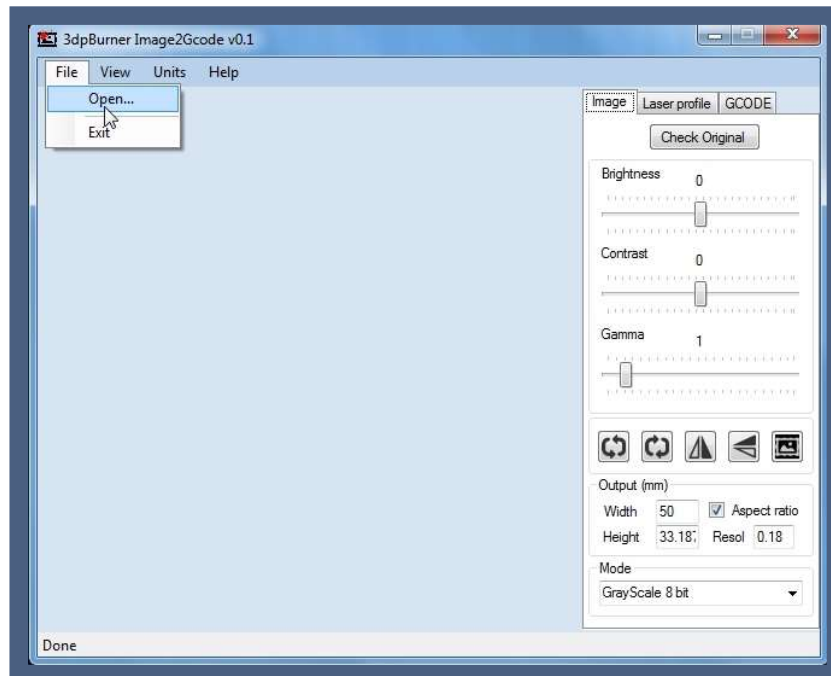 3dpBurner Image2Gcode v0.1
File View Units Help
Open...
Exit
Image Laser profile GCODE
Check Original
Brightness 0
Contrast 0
Gamma 1
Output (mm)
Width 50 Aspect ratio
Height 33.187 Resol 0.18
Mode
GrayScale 8 bit
Done